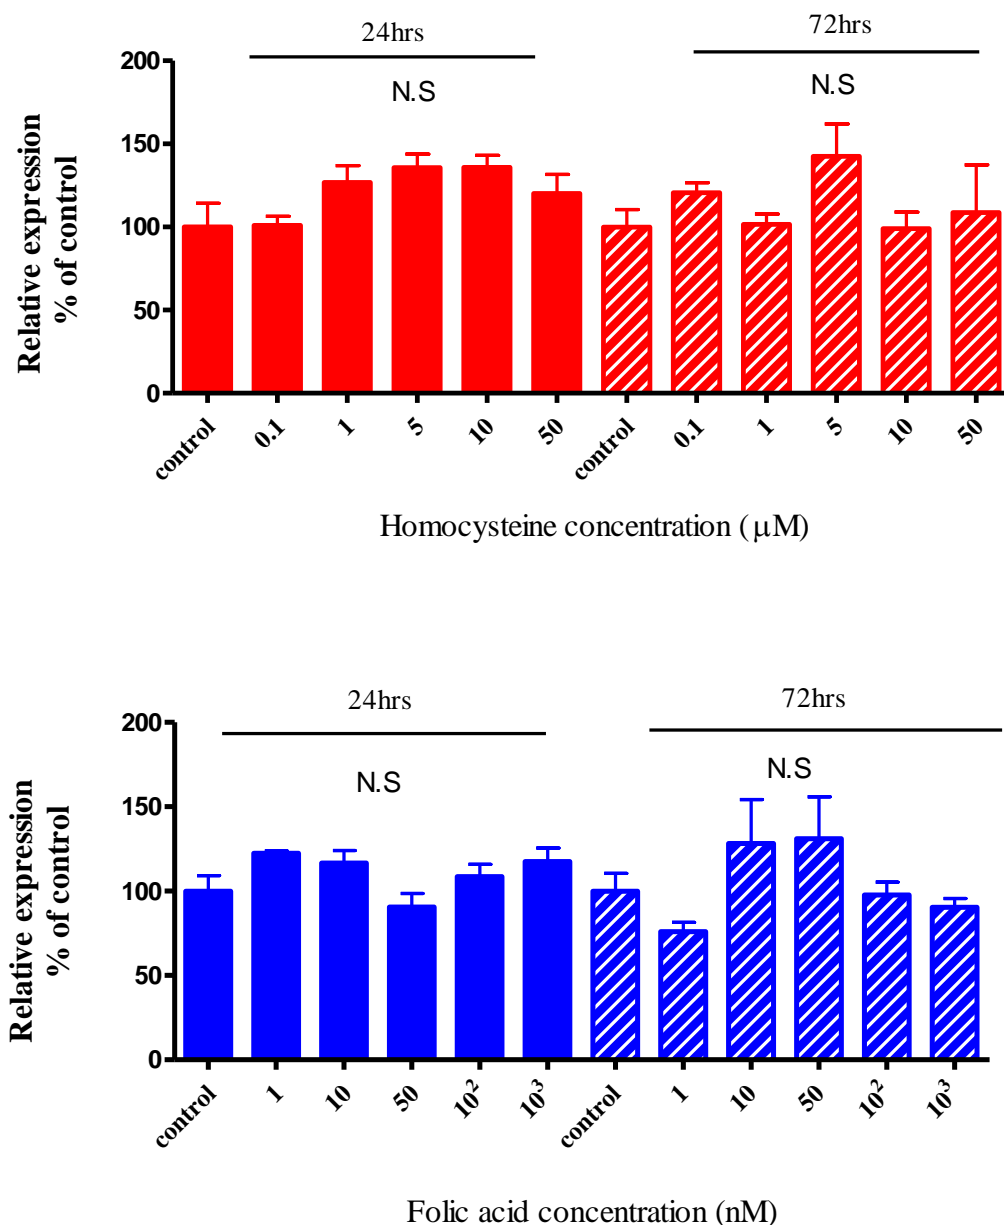 24hrs
72hrs
N.S
N.S
Relative expression
% of control
200
150
100
50
0
control
0.1
1
5
10
50
control
0.1
1
5
10
50
Homocysteine concentration (μM)
24hrs
72hrs
N.S
N.S
Relative expression
% of control
200
150
100
50
0
control
1
10
50
10²
10³
control
1
10
50
10²
10³
Folic acid concentration (nM)